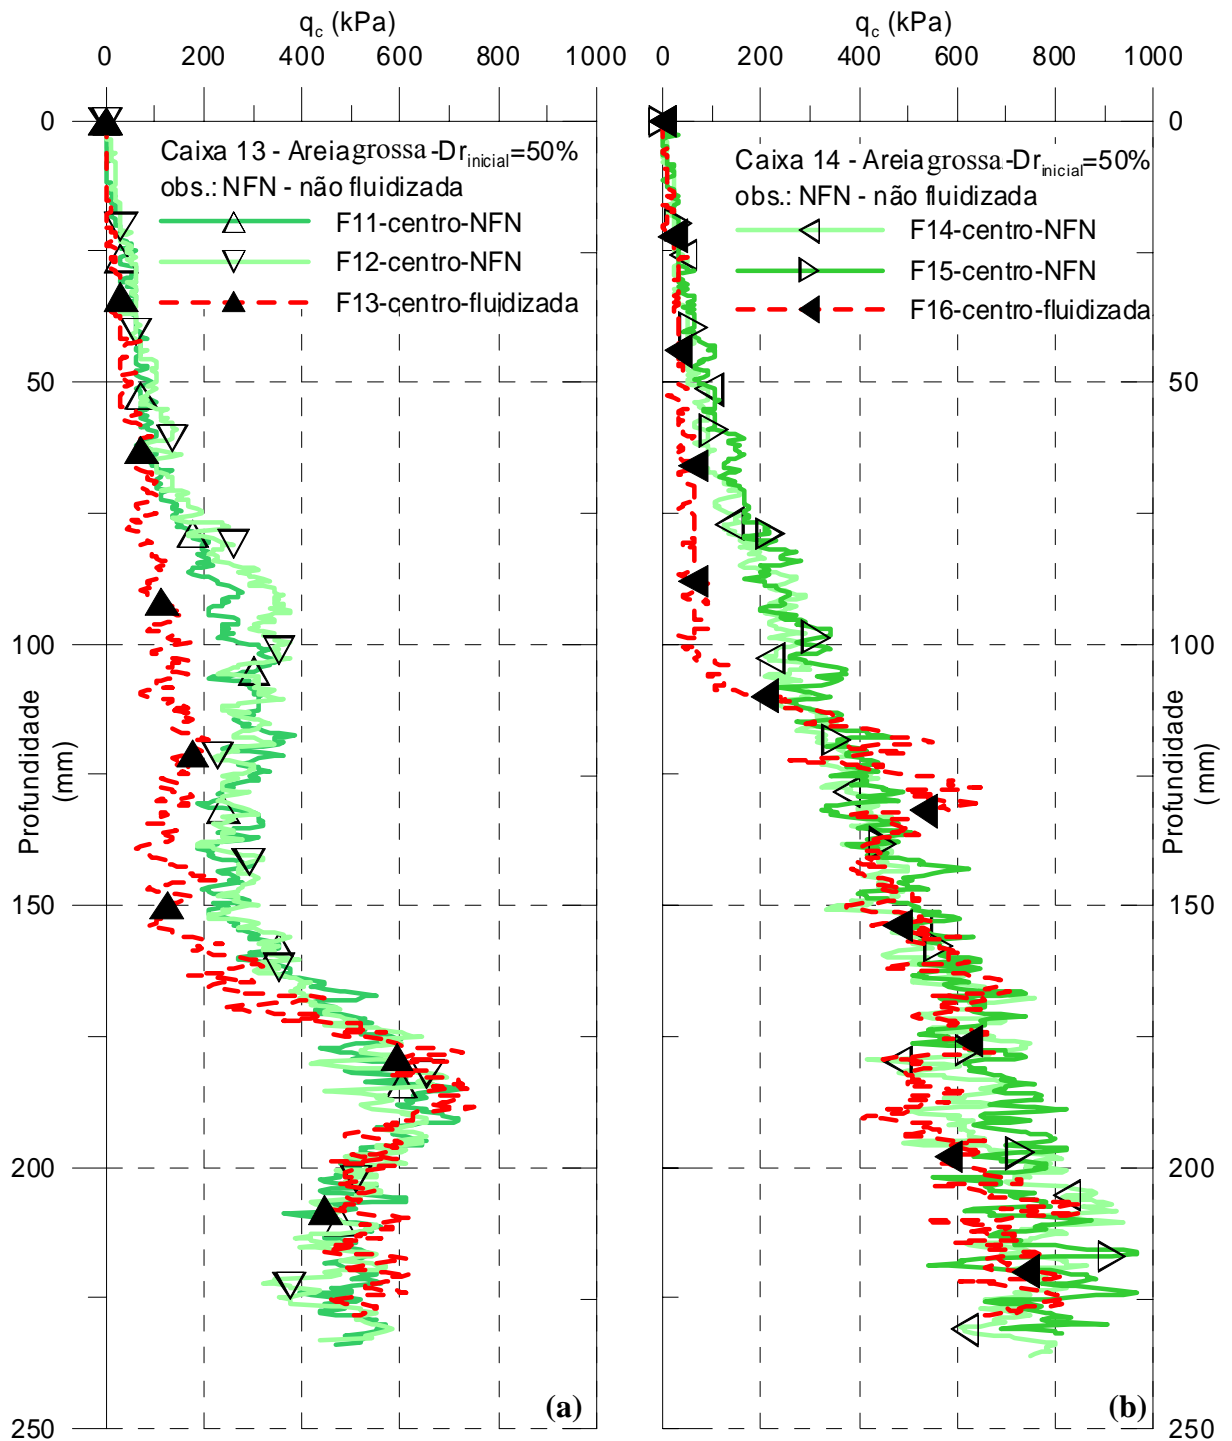 q_c (kPa)
0 200 400 600 800 1000
0
50
100
150
200
250
Profundidade
(mm)
Caixa 13 - Areia grossa -Dr_inicial=50%
obs.: NFN - não fluidizada
F11-centro-NFN
F12-centro-NFN
F13-centro-fluidizada
(a)
q_c (kPa)
0 200 400 600 800 1000
0
50
100
150
200
250
Profundidade
(mm)
Caixa 14 - Areia grossa -Dr_inicial=50%
obs.: NFN - não fluidizada
F14-centro-NFN
F15-centro-NFN
F16-centro-fluidizada
(b)